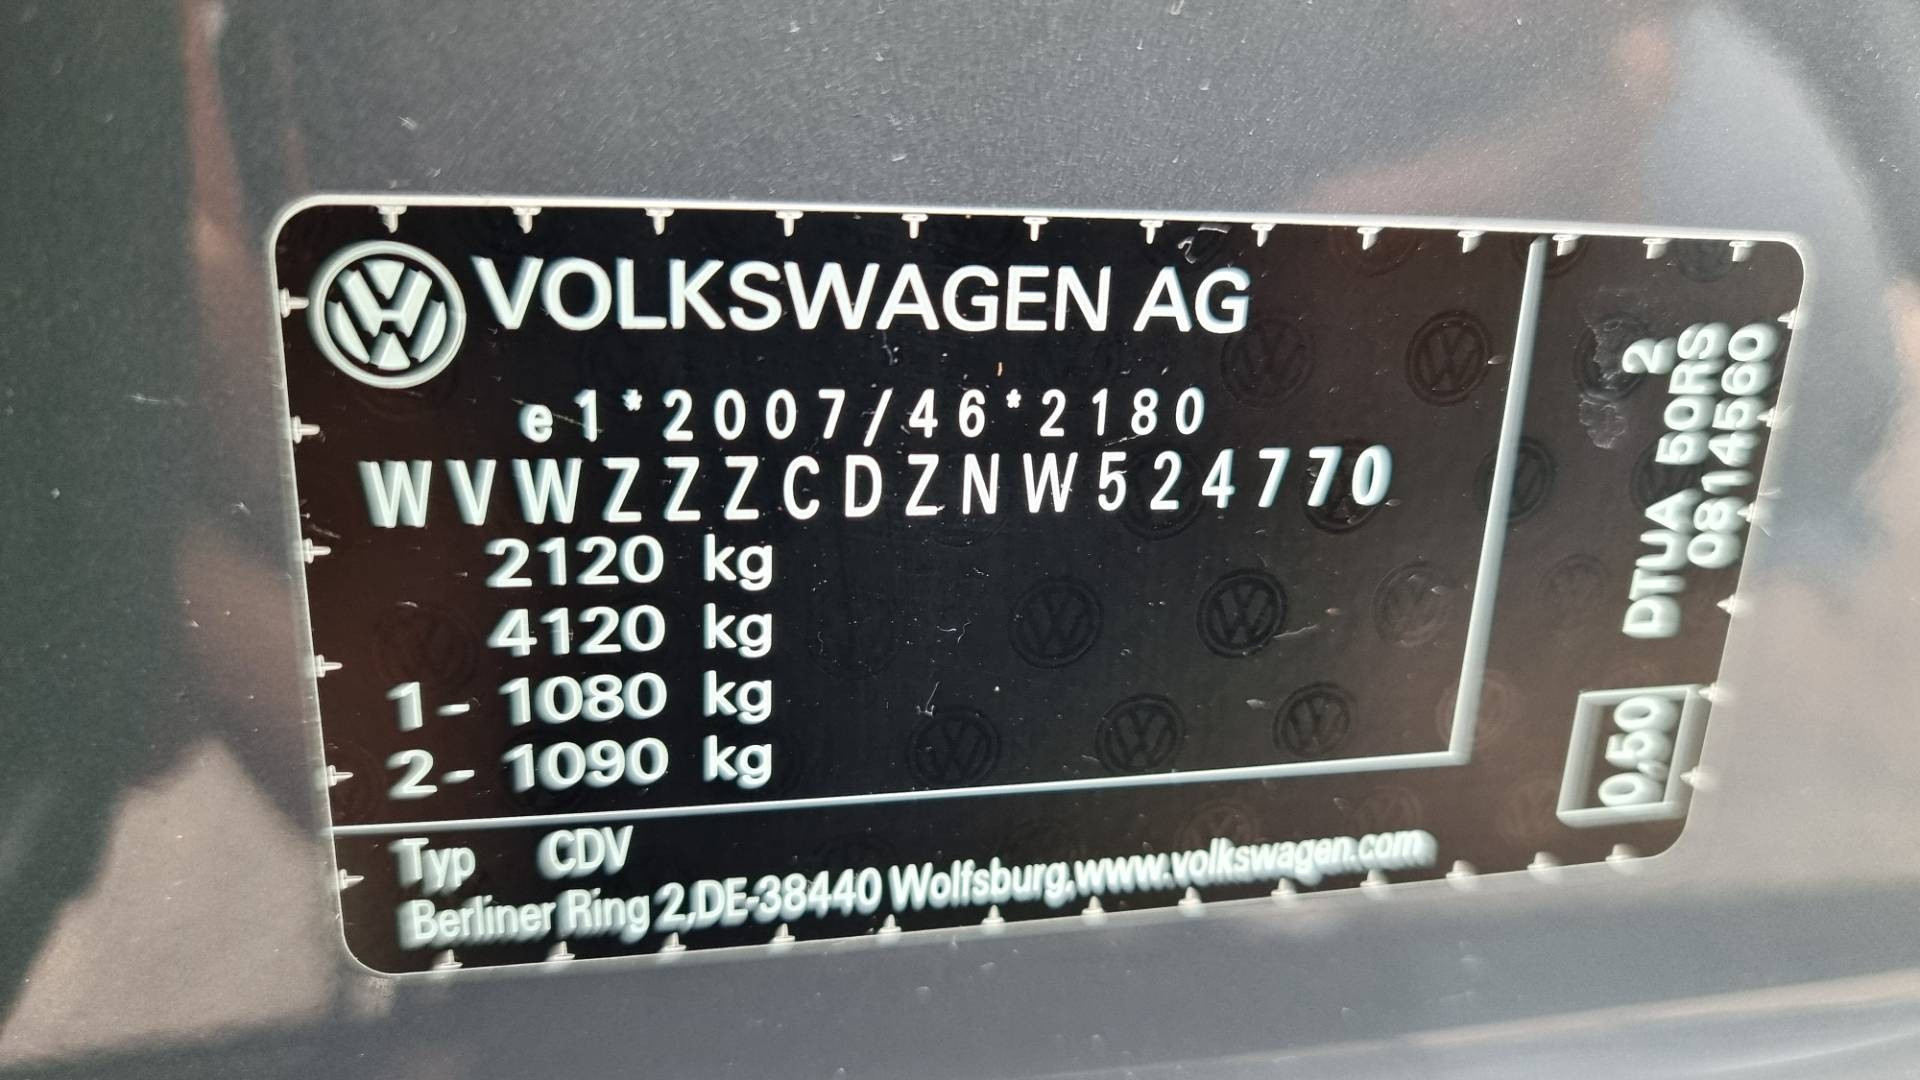 VOLKSWAGEN AG
e1*2007/46*2180
WVWZZZCDZNW524770
2120 kg
4120 kg
1- 1080 kg
2- 1090 kg
Typ CDV
Berliner Ring 2,DE-38440 Wolfsburg,www.volkswagen.com
2
DTUA 50RS
0814560
0,50